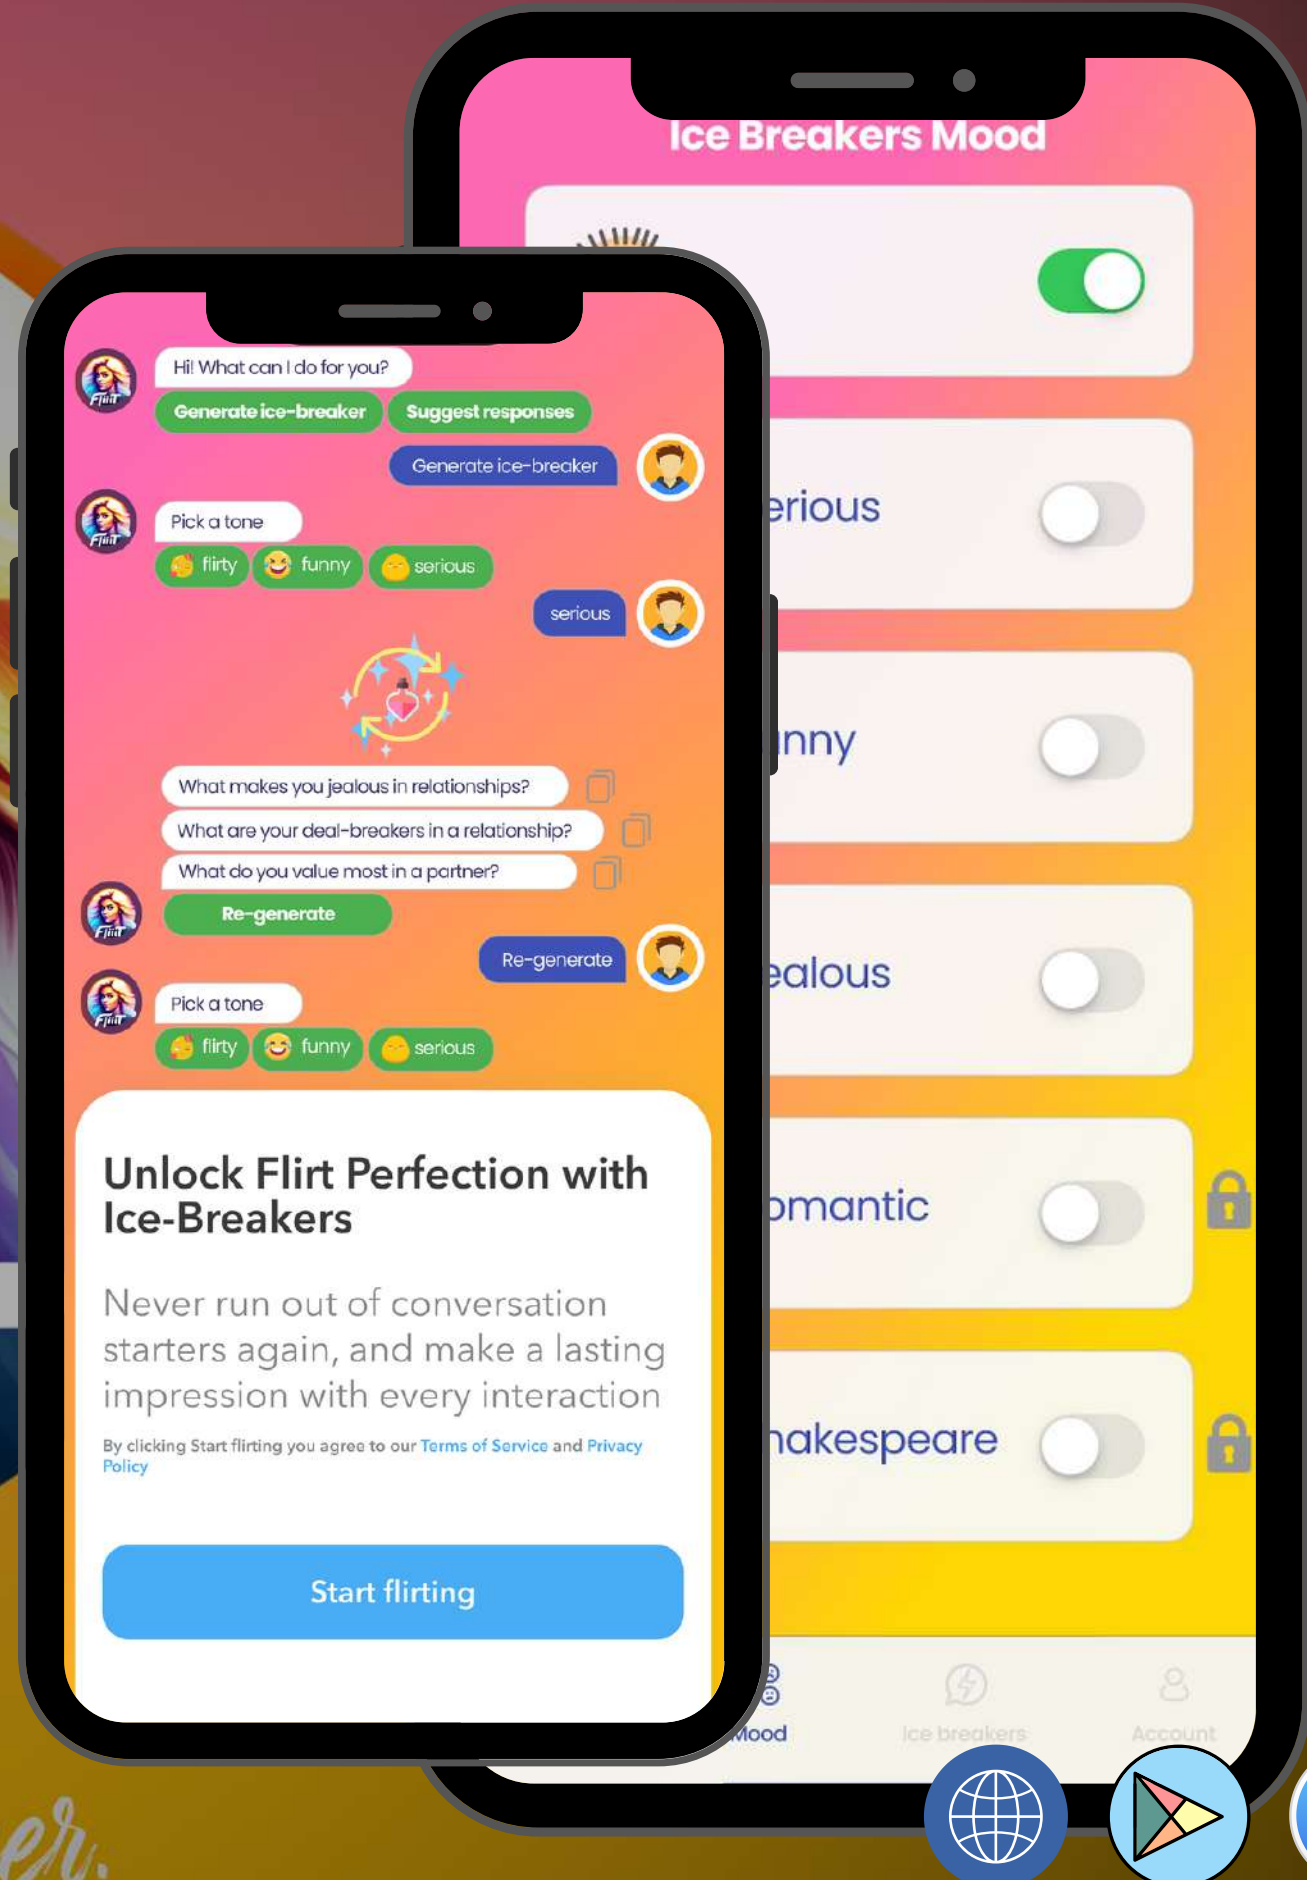 Ice Breakers Mood
Hi! What can I do for you?
Generate ice-breaker
Suggest responses
Generate ice-breaker
Pick a tone
flirty
funny
serious
serious
What makes you jealous in relationships?
What are your deal-breakers in a relationship?
What do you value most in a partner?
Re-generate
Re-generate
Pick a tone
flirty
funny
serious
Unlock Flirt Perfection with
Ice-Breakers
Never run out of conversation
starters again, and make a lasting
impression with every interaction
By clicking Start flirting you agree to our Terms of Service and Privacy
Policy
Start flirting
erious
nny
ealous
omantic
hakespeare
Mood
Ice breakers
Account
er.